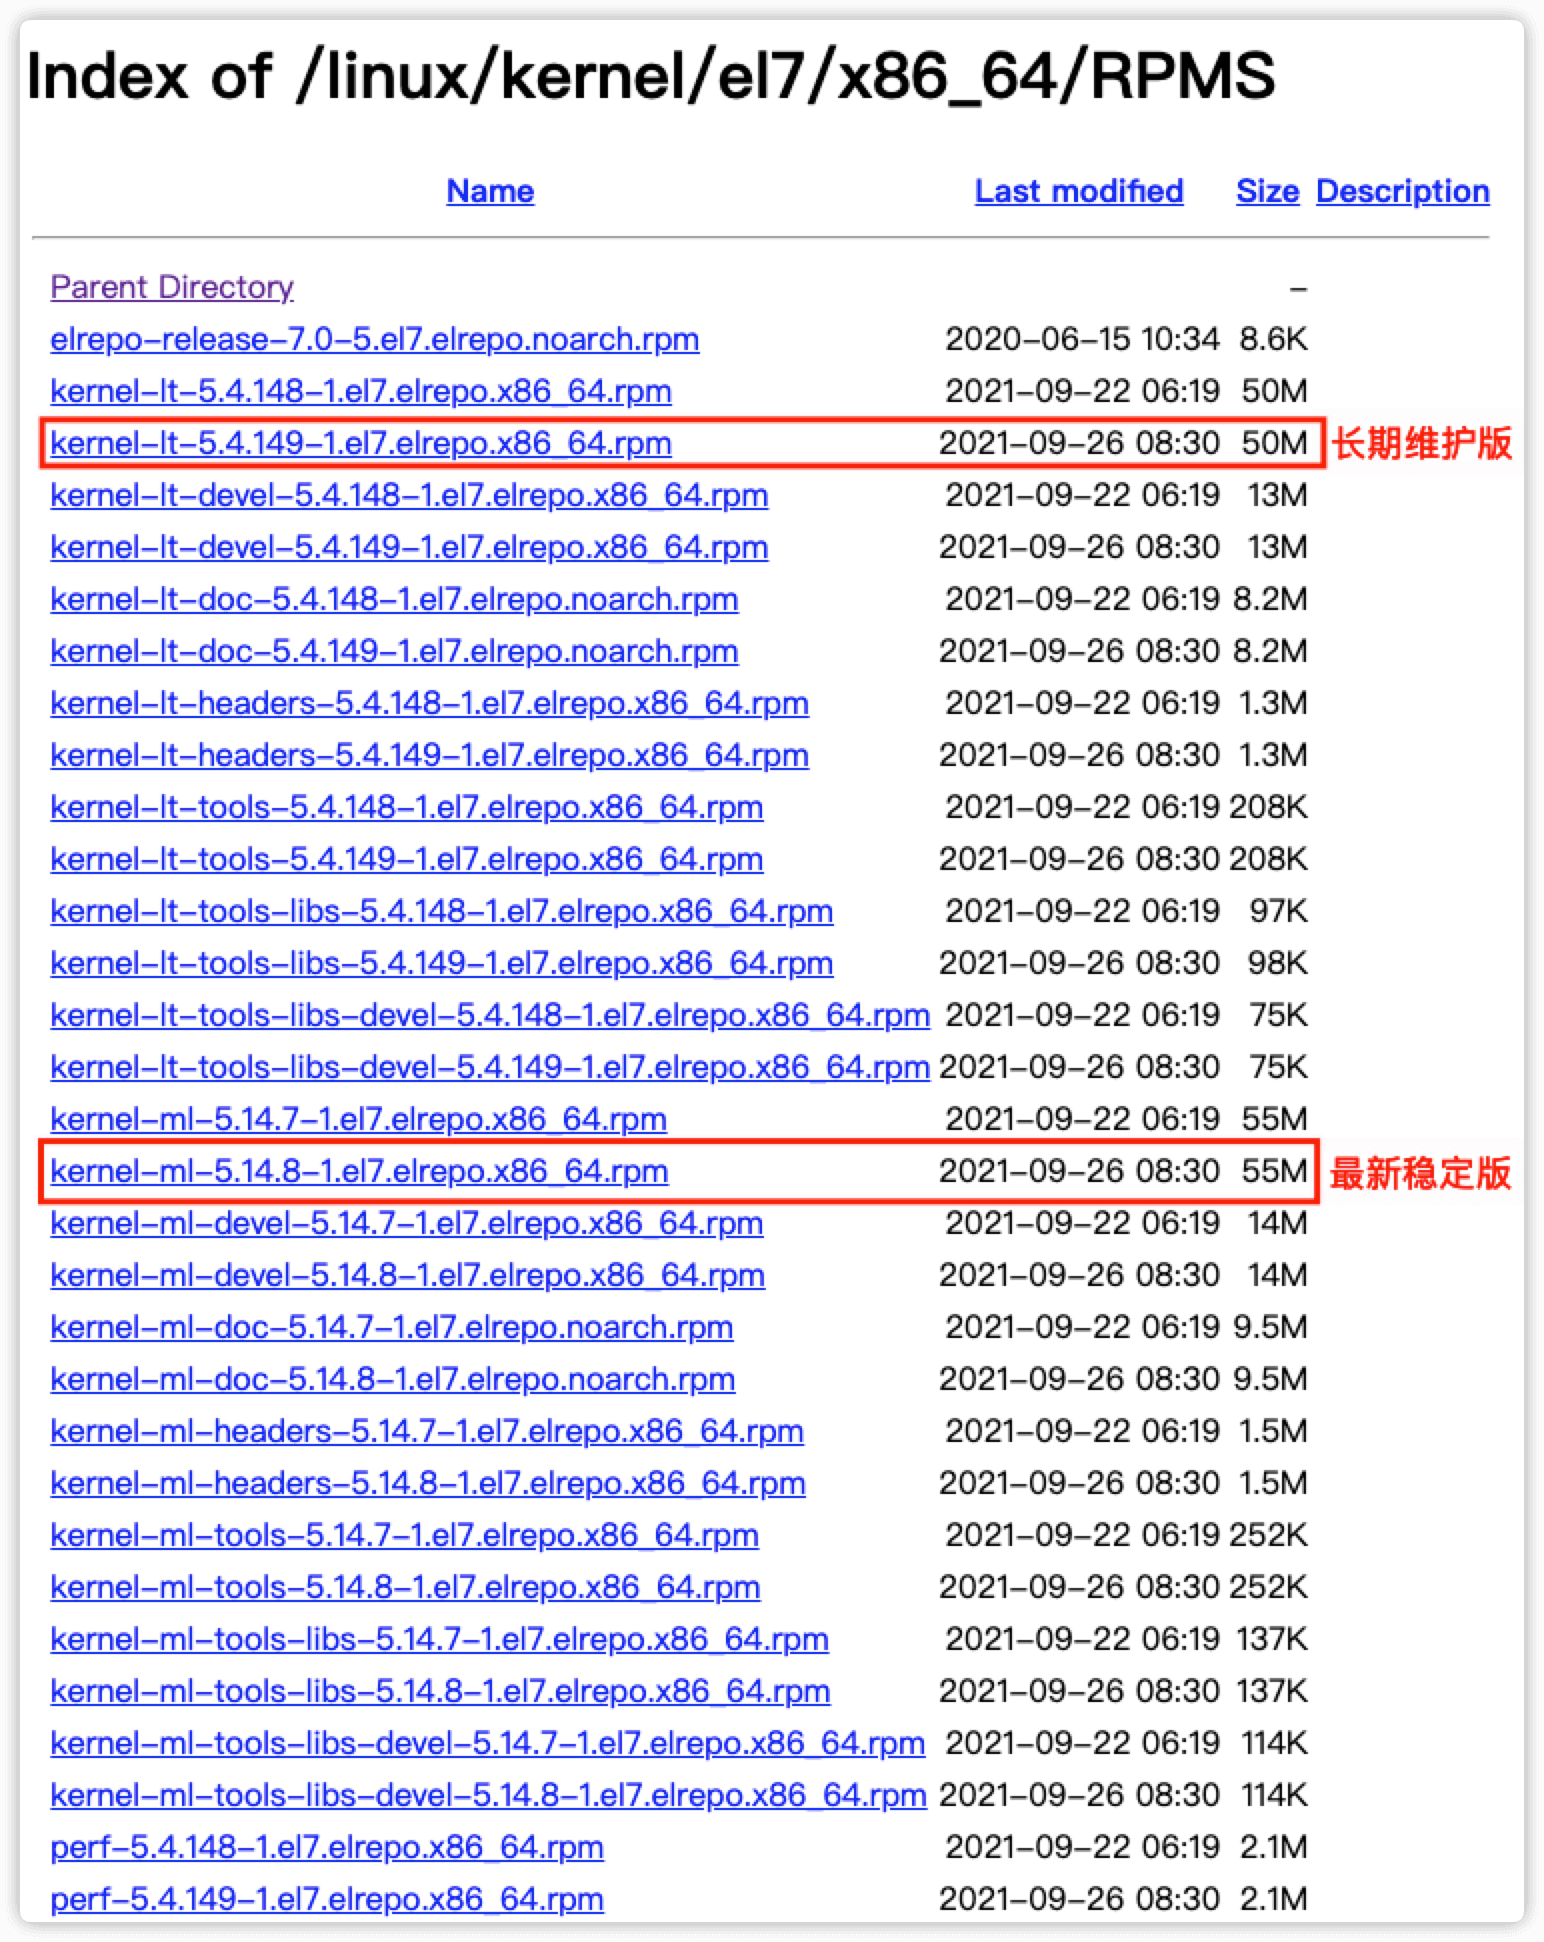 Index of /linux/kernel/el7/x86_64/RPMS
Name Last modified Size Description
Parent Directory –
elrepo–release–7.0–5.el7.elrepo.noarch.rpm 2020–06–15 10:34 8.6K
kernel–lt–5.4.148–1.el7.elrepo.x86_64.rpm 2021–09–22 06:19 50M
kernel–lt–5.4.149–1.el7.elrepo.x86_64.rpm 2021–09–26 08:30 50M 长期维护版
kernel–lt–devel–5.4.148–1.el7.elrepo.x86_64.rpm 2021–09–22 06:19 13M
kernel–lt–devel–5.4.149–1.el7.elrepo.x86_64.rpm 2021–09–26 08:30 13M
kernel–lt–doc–5.4.148–1.el7.elrepo.noarch.rpm 2021–09–22 06:19 8.2M
kernel–lt–doc–5.4.149–1.el7.elrepo.noarch.rpm 2021–09–26 08:30 8.2M
kernel–lt–headers–5.4.148–1.el7.elrepo.x86_64.rpm 2021–09–22 06:19 1.3M
kernel–lt–headers–5.4.149–1.el7.elrepo.x86_64.rpm 2021–09–26 08:30 1.3M
kernel–lt–tools–5.4.148–1.el7.elrepo.x86_64.rpm 2021–09–22 06:19 208K
kernel–lt–tools–5.4.149–1.el7.elrepo.x86_64.rpm 2021–09–26 08:30 208K
kernel–lt–tools–libs–5.4.148–1.el7.elrepo.x86_64.rpm 2021–09–22 06:19 97K
kernel–lt–tools–libs–5.4.149–1.el7.elrepo.x86_64.rpm 2021–09–26 08:30 98K
kernel–lt–tools–libs–devel–5.4.148–1.el7.elrepo.x86_64.rpm 2021–09–22 06:19 75K
kernel–lt–tools–libs–devel–5.4.149–1.el7.elrepo.x86_64.rpm 2021–09–26 08:30 75K
kernel–ml–5.14.7–1.el7.elrepo.x86_64.rpm 2021–09–22 06:19 55M
kernel–ml–5.14.8–1.el7.elrepo.x86_64.rpm 2021–09–26 08:30 55M 最新稳定版
kernel–ml–devel–5.14.7–1.el7.elrepo.x86_64.rpm 2021–09–22 06:19 14M
kernel–ml–devel–5.14.8–1.el7.elrepo.x86_64.rpm 2021–09–26 08:30 14M
kernel–ml–doc–5.14.7–1.el7.elrepo.noarch.rpm 2021–09–22 06:19 9.5M
kernel–ml–doc–5.14.8–1.el7.elrepo.noarch.rpm 2021–09–26 08:30 9.5M
kernel–ml–headers–5.14.7–1.el7.elrepo.x86_64.rpm 2021–09–22 06:19 1.5M
kernel–ml–headers–5.14.8–1.el7.elrepo.x86_64.rpm 2021–09–26 08:30 1.5M
kernel–ml–tools–5.14.7–1.el7.elrepo.x86_64.rpm 2021–09–22 06:19 252K
kernel–ml–tools–5.14.8–1.el7.elrepo.x86_64.rpm 2021–09–26 08:30 252K
kernel–ml–tools–libs–5.14.7–1.el7.elrepo.x86_64.rpm 2021–09–22 06:19 137K
kernel–ml–tools–libs–5.14.8–1.el7.elrepo.x86_64.rpm 2021–09–26 08:30 137K
kernel–ml–tools–libs–devel–5.14.7–1.el7.elrepo.x86_64.rpm 2021–09–22 06:19 114K
kernel–ml–tools–libs–devel–5.14.8–1.el7.elrepo.x86_64.rpm 2021–09–26 08:30 114K
perf–5.4.148–1.el7.elrepo.x86_64.rpm 2021–09–22 06:19 2.1M
perf–5.4.149–1.el7.elrepo.x86_64.rpm 2021–09–26 08:30 2.1M